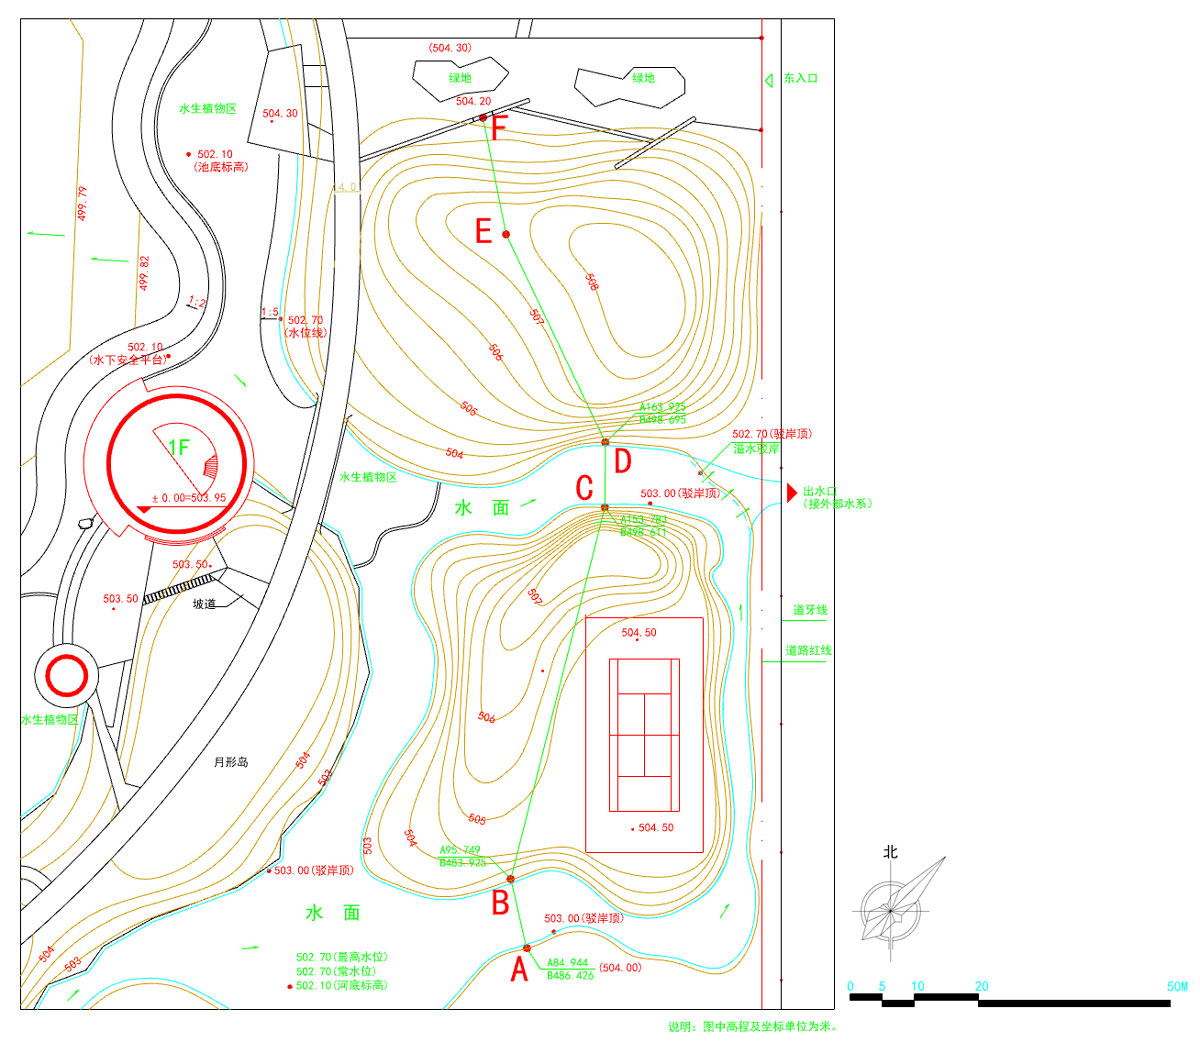 (504.30)
绿地
绿地
东入口
504.20
F
水生植物区
504.30
502.10
(池底标高)
4.0
499.79
E
499.82
508
1:2
1:5
502.70
(水位线)
507
506
502.10
(水下安全平台)
505
A163.925
B498.695
502.70(驳岸顶)
溢水驳岸
1F
504
D
水生植物区
C
503.00(驳岸顶)
出水口
(接外部水系)
± 0.00=503.95
水 面
A153.783
B498.611
503.50
503.50
坡道
507
道牙线
504.50
道路红线
506
水生植物区
月形岛
504
503
505
504
503
504.50
A95.749
B483.925
北
503.00(驳岸顶)
B
水 面
503.00(驳岸顶)
504
503
502.70(最高水位)
502.70(常水位)
502.10(河底标高)
A
A84.944
B486.426
(504.00)
0 5 10 20 50M
说明：图中高程及坐标单位为米。